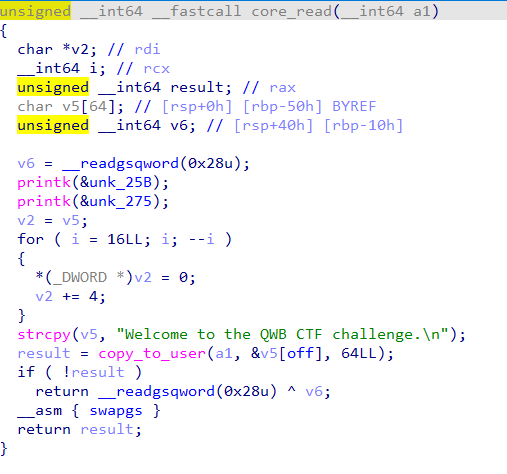 unsigned __int64 __fastcall core_read(__int64 a1)
{
char *v2; // rdi
__int64 i; // rcx
unsigned __int64 result; // rax
char v5[64]; // [rsp+0h] [rbp-50h] BYREF
unsigned __int64 v6; // [rsp+40h] [rbp-10h]
v6 = __readgsqword(0x28u);
printk(&unk_25B);
printk(&unk_275);
v2 = v5;
for ( i = 16LL; i; --i )
{
*(_DWORD *)v2 = 0;
v2 += 4;
}
strcpy(v5, "Welcome to the QWB CTF challenge.\n");
result = copy_to_user(a1, &v5[off], 64LL);
if ( !result )
return __readgsqword(0x28u) ^ v6;
__asm { swapgs }
return result;
}